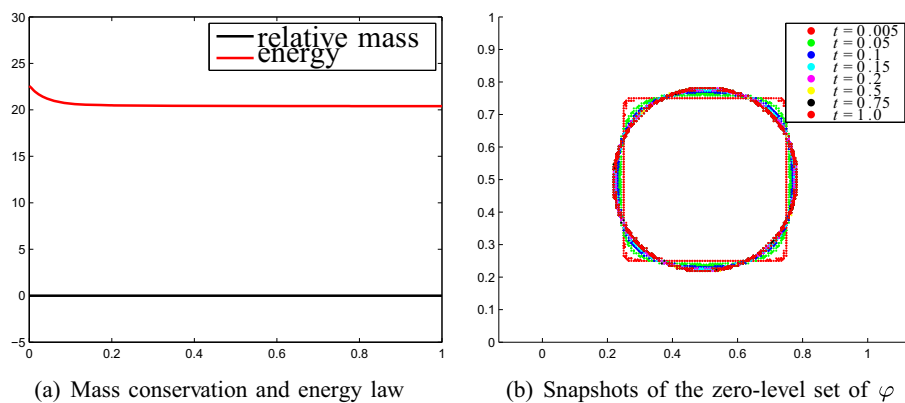 30
25
20
15
10
5
0
−5
0 0.2 0.4 0.6 0.8 1
relative mass
energy
(a) Mass conservation and energy law
1
0.9
0.8
0.7
0.6
0.5
0.4
0.3
0.2
0.1
0
0 0.2 0.4 0.6 0.8 1
t = 0.005
t = 0.05
t = 0.1
t = 0.15
t = 0.2
t = 0.5
t = 0.75
t = 1.0
(b) Snapshots of the zero-level set of φ